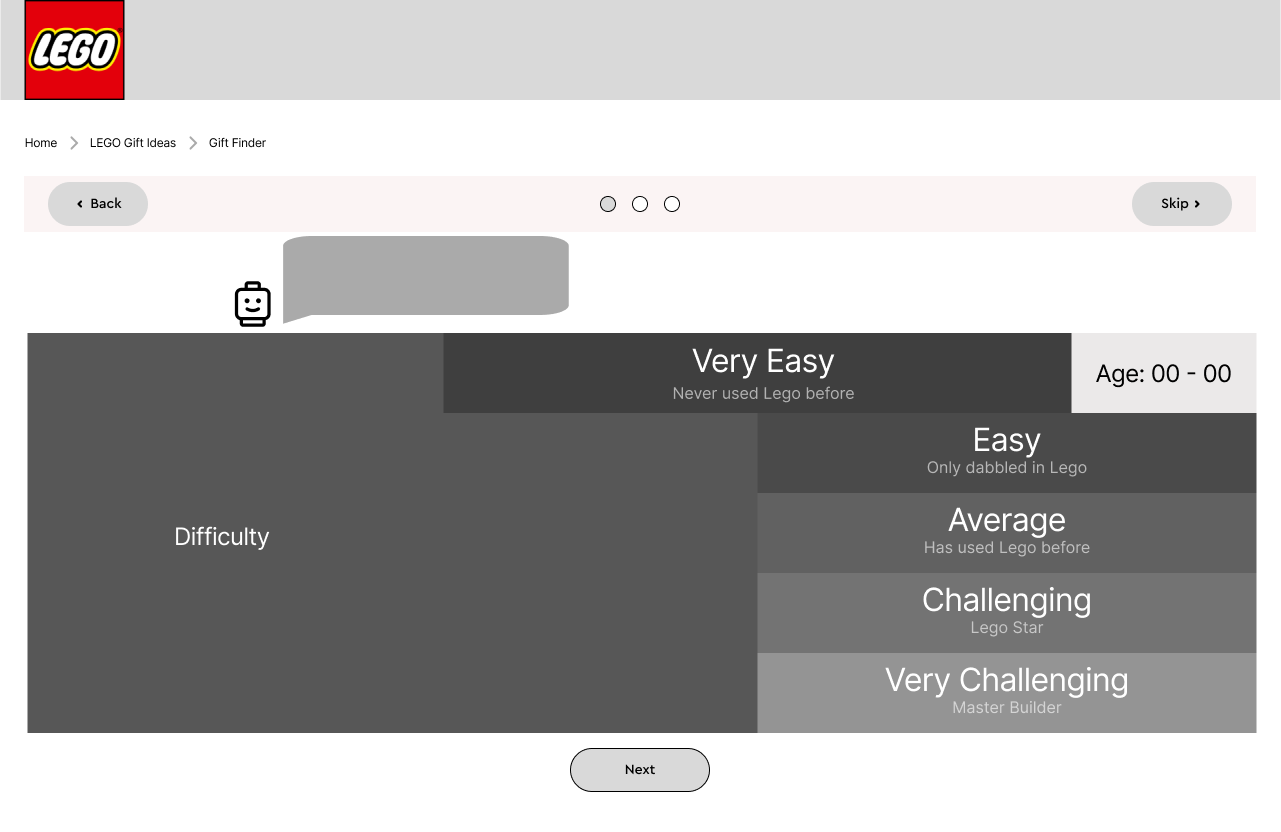 LEGO
Home
LEGO Gift Ideas
Gift Finder
Back
Skip
Very Easy
Never used Lego before
Age: 00 - 00
Easy
Only dabbled in Lego
Difficulty
Average
Has used Lego before
Challenging
Lego Star
Very Challenging
Master Builder
Next